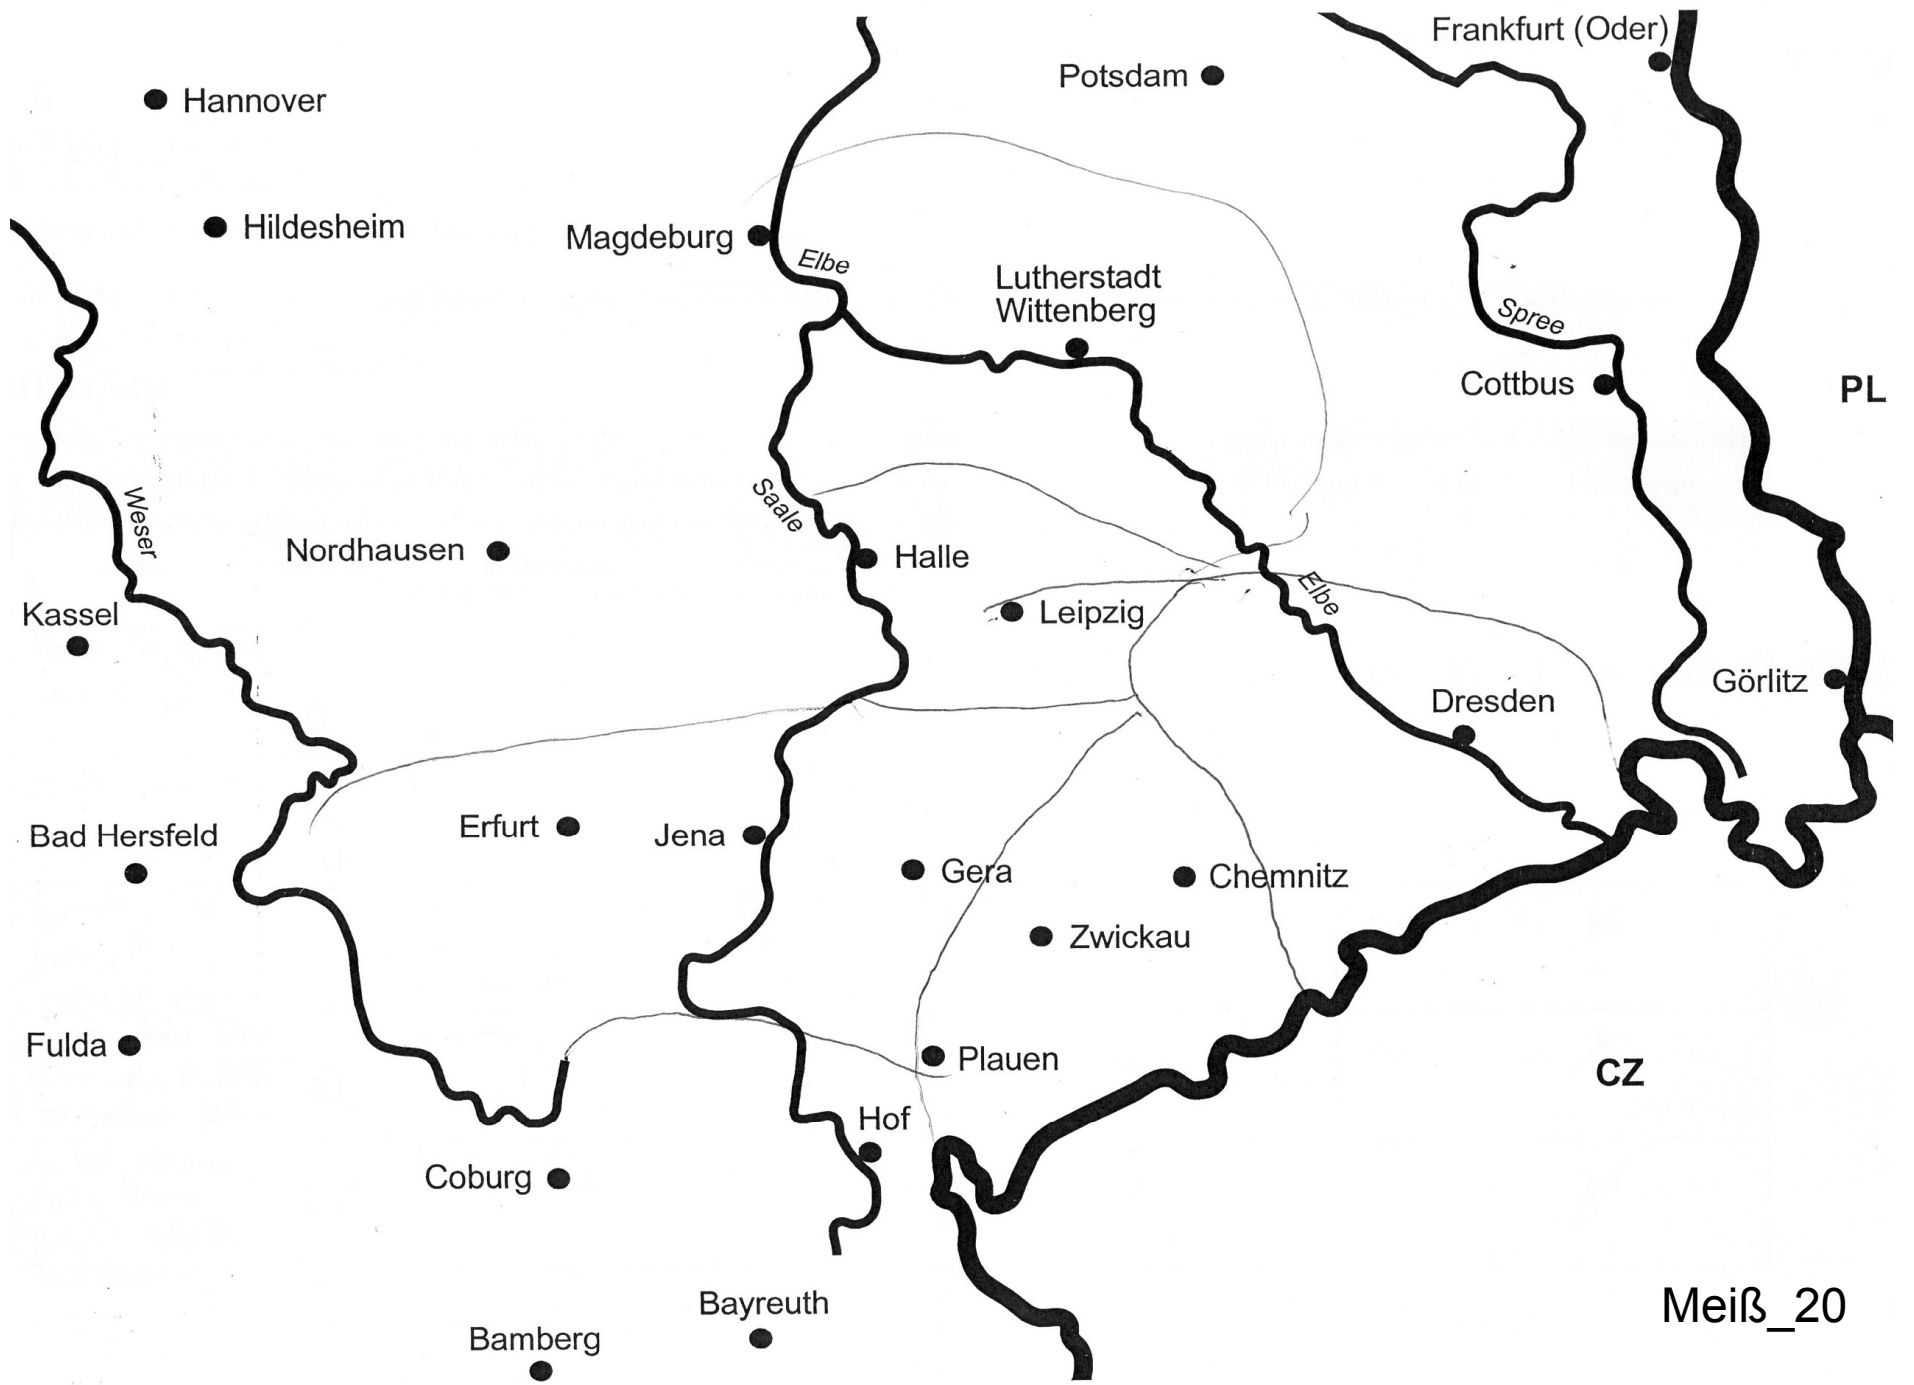 Frankfurt (Oder)
Potsdam
Hannover
Hildesheim
Magdeburg
Elbe
Lutherstadt
Wittenberg
Spree
Cottbus
PL
Weser
Saale
Nordhausen
Halle
Elbe
Kassel
Leipzig
Görlitz
Dresden
Bad Hersfeld
Erfurt
Jena
Gera
Chemnitz
Zwickau
Fulda
Plauen
CZ
Hof
Coburg
Bayreuth
Meiß_20
Bamberg